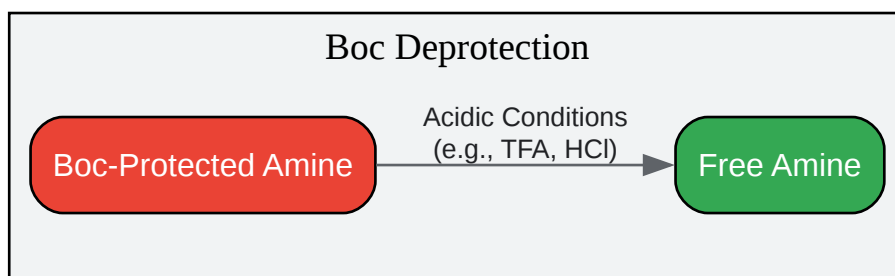 Boc Deprotection
Acidic Conditions
(e.g., TFA, HCl)
Boc-Protected Amine
Free Amine